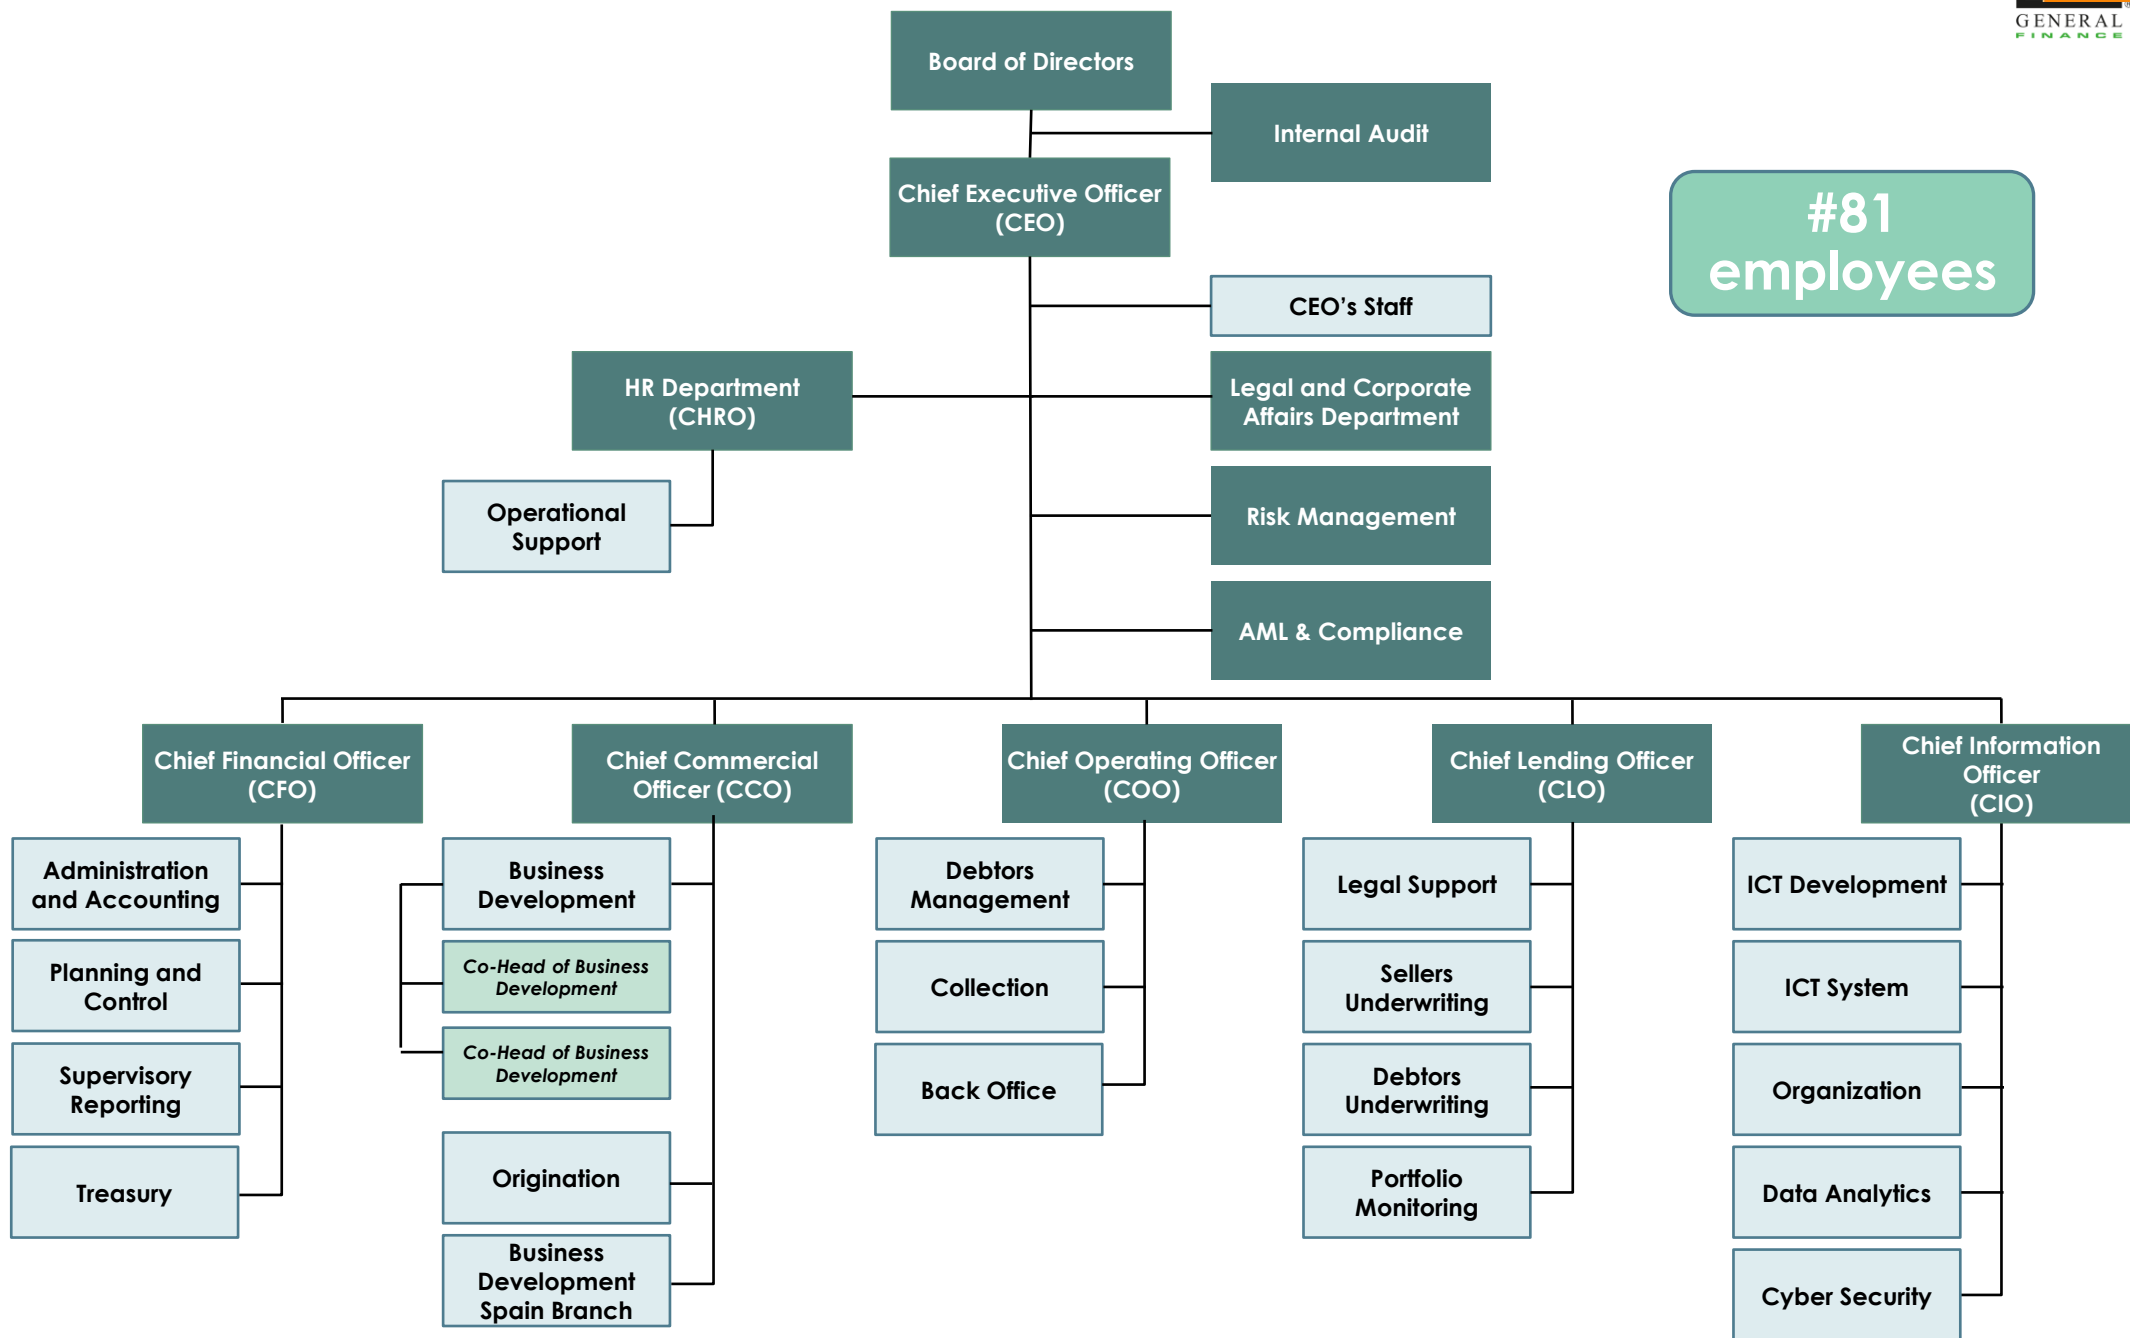 GENERAL
FINANCE
Board of Directors
Internal Audit
Chief Executive Officer
(CEO)
#81
employees
CEO’s Staff
HR Department
(CHRO)
Legal and Corporate
Affairs Department
Operational
Support
Risk Management
AML & Compliance
Chief Financial Officer
(CFO)
Chief Commercial
Officer (CCO)
Chief Operating Officer
(COO)
Chief Lending Officer
(CLO)
Chief Information
Officer
(CIO)
Administration
and Accounting
Planning and
Control
Supervisory
Reporting
Treasury
Business
Development
Co-Head of Business
Development
Co-Head of Business
Development
Origination
Business
Development
Spain Branch
Debtors
Management
Collection
Back Office
Legal Support
Sellers
Underwriting
Debtors
Underwriting
Portfolio
Monitoring
ICT Development
ICT System
Organization
Data Analytics
Cyber Security